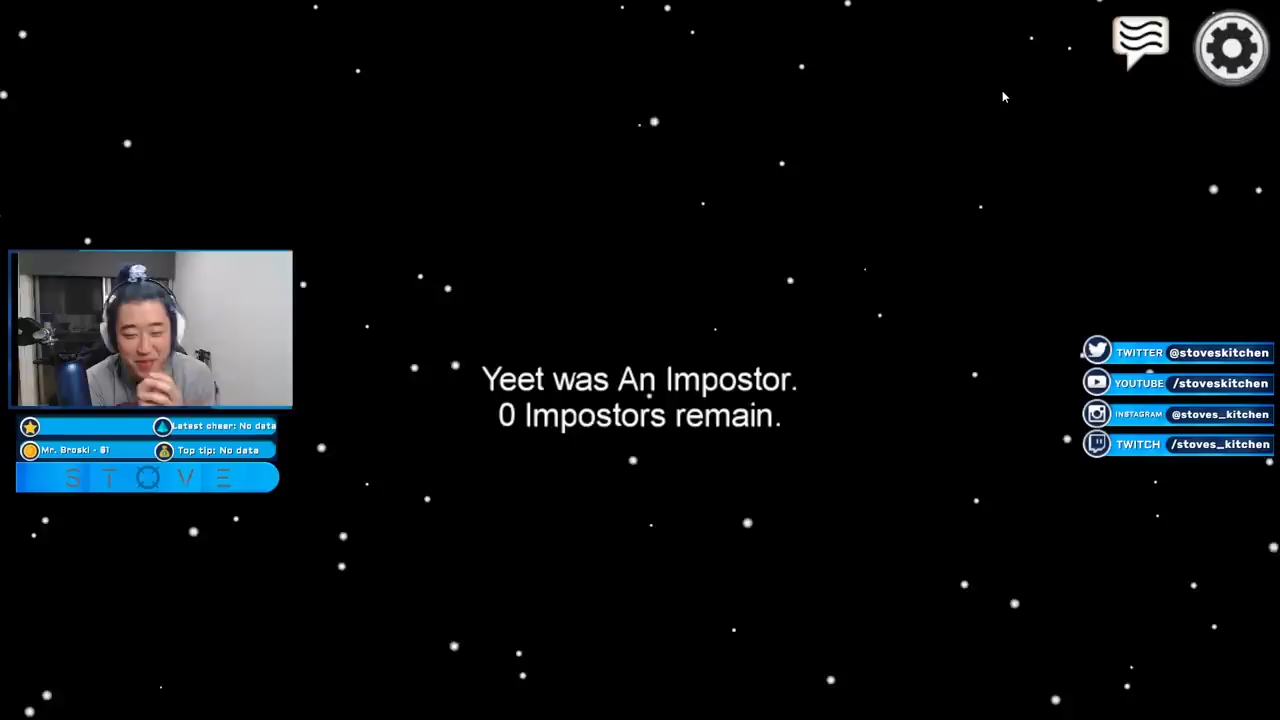 Yeet was An Impostor.
0 Impostors remain.
Latest cheer: No data
Mr. Broski - $1
Top tip: No data
STOVE
TWITTER @stoveskitchen
YOUTUBE /stoveskitchen
INSTAGRAM @stoves_kitchen
TWITCH /stoves_kitchen